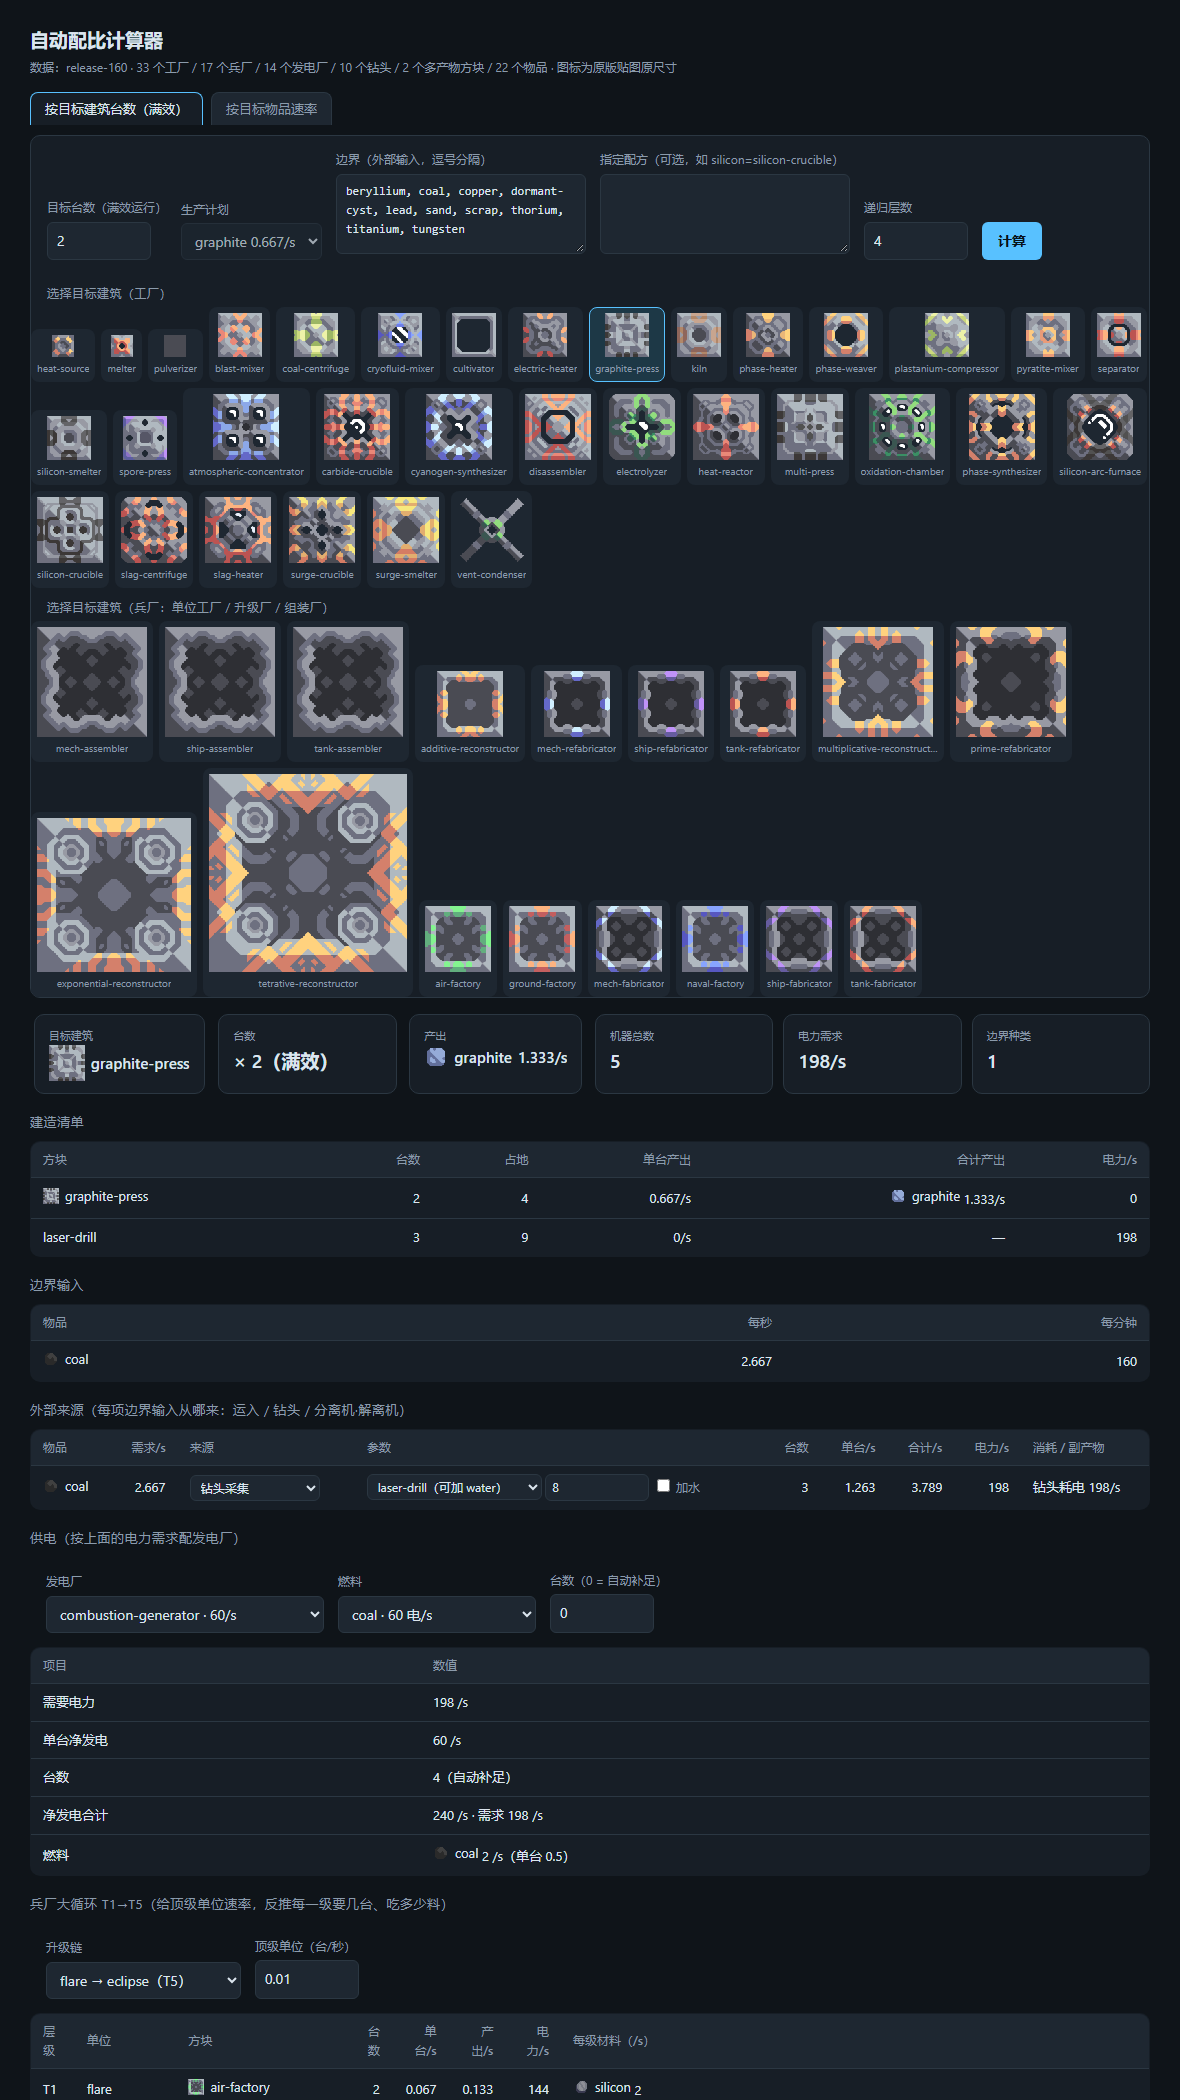 自动配比计算器
数据：release-160 · 33 个工厂 / 17 个兵厂 / 14 个发电厂 / 10 个钻头 / 2 个多产物方块 / 22 个物品 · 图标为原版贴图原尺寸
按目标建筑台数（满效）
按目标物品速率
目标台数（满效运行）
2
生产计划
graphite 0.667/s
边界（外部输入，逗号分隔）
beryllium, coal, copper, dormant-
cyst, lead, sand, scrap, thorium,
titanium, tungsten
指定配方（可选，如 silicon=silicon-crucible）
递归层数
4
计算
选择目标建筑（工厂）
heat-source melter pulverizer blast-mixer coal-centrifuge cryofluid-mixer cultivator electric-heater graphite-press kiln phase-heater phase-weaver plastanium-compressor pyratite-mixer separator
silicon-smelter spore-press atmospheric-concentrator carbide-crucible cyanogen-synthesizer disassembler electrolyzer heat-reactor multi-press oxidation-chamber phase-synthesizer silicon-arc-furnace
silicon-crucible slag-centrifuge slag-heater surge-crucible surge-smelter vent-condenser
选择目标建筑（兵厂：单位工厂 / 升级厂 / 组装厂）
mech-assembler ship-assembler tank-assembler additive-reconstructor mech-refabricator ship-refabricator tank-refabricator multiplicative-reconstruct... prime-refabricator
exponential-reconstructor tetrative-reconstructor air-factory ground-factory mech-fabricator naval-factory ship-fabricator tank-fabricator
目标建筑
graphite-press
台数
× 2（满效）
产出
graphite 1.333/s
机器总数
5
电力需求
198/s
边界种类
1
建造清单
方块 台数 占地 单台产出 合计产出 电力/s
graphite-press 2 4 0.667/s graphite 1.333/s 0
laser-drill 3 9 0/s — 198
边界输入
物品 每秒 每分钟
coal 2.667 160
外部来源（每项边界输入从哪来：运入 / 钻头 / 分离机·解离机）
物品 需求/s 来源 参数 台数 单台/s 合计/s 电力/s 消耗 / 副产物
coal 2.667 钻头采集 laser-drill（可加 water） 8 加水 3 1.263 3.789 198 钻头耗电 198/s
供电（按上面的电力需求配发电厂）
发电厂
combustion-generator · 60/s
燃料
coal · 60 电/s
台数（0 = 自动补足）
0
项目 数值
需要电力 198 /s
单台净发电 60 /s
台数 4（自动补足）
净发电合计 240 /s · 需求 198 /s
燃料 coal 2 /s（单台 0.5）
兵厂大循环 T1→T5（给顶级单位速率，反推每一级要几台、吃多少料）
升级链
flare → eclipse（T5）
顶级单位（台/秒）
0.01
层级 单位 方块 台数 单台/s 产出/s 电力/s 每级材料（/s）
T1 flare air-factory 2 0.067 0.133 144 silicon 2